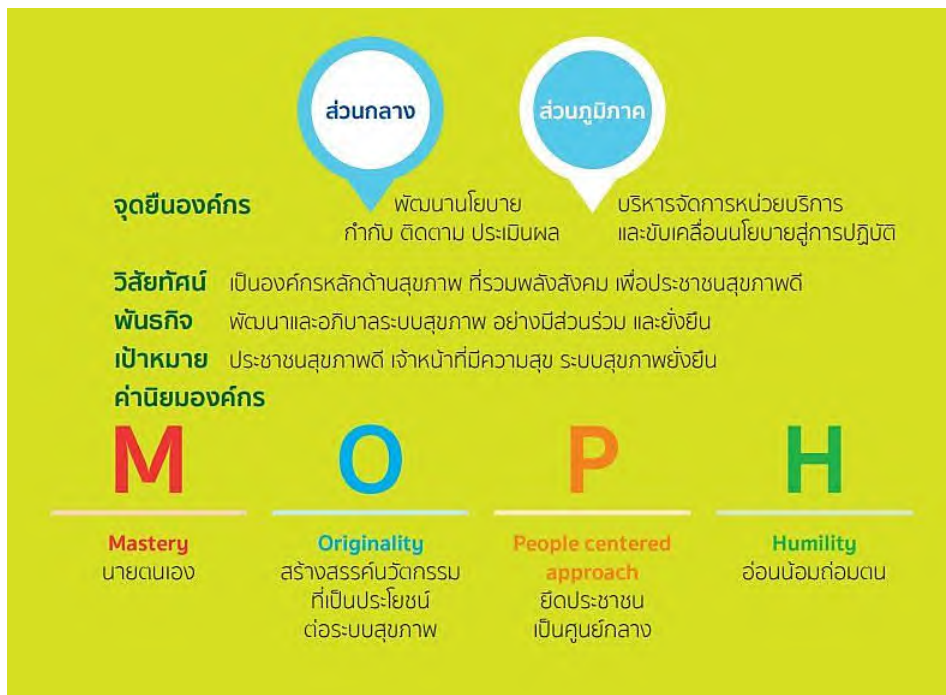 ส่วนกลาง
ส่วนภูมิภาค
จุดยืนองค์กร
พัฒนานโยบาย
กำกับ ติดตาม ประเมินผล
บริหารจัดการหน่วยบริการ
และขับเคลื่อนนโยบายสู่การปฏิบัติ
วิสัยทัศน์ เป็นองค์กรหลักด้านสุขภาพ ที่รวมพลังสังคม เพื่อประชาชนสุขภาพดี
พันธกิจ พัฒนาและอภิบาลระบบสุขภาพ อย่างมีส่วนร่วม และยั่งยืน
เป้าหมาย ประชาชนสุขภาพดี เจ้าหน้าที่มีความสุข ระบบสุขภาพยั่งยืน
ค่านิยมองค์กร
M
Mastery
นายตนเอง
O
Originality
สร้างสรรค์นวัตกรรม
ที่เป็นประโยชน์
ต่อระบบสุขภาพ
P
People centered
approach
ยึดประชาชน
เป็นศูนย์กลาง
H
Humility
อ่อนน้อมถ่อมตน